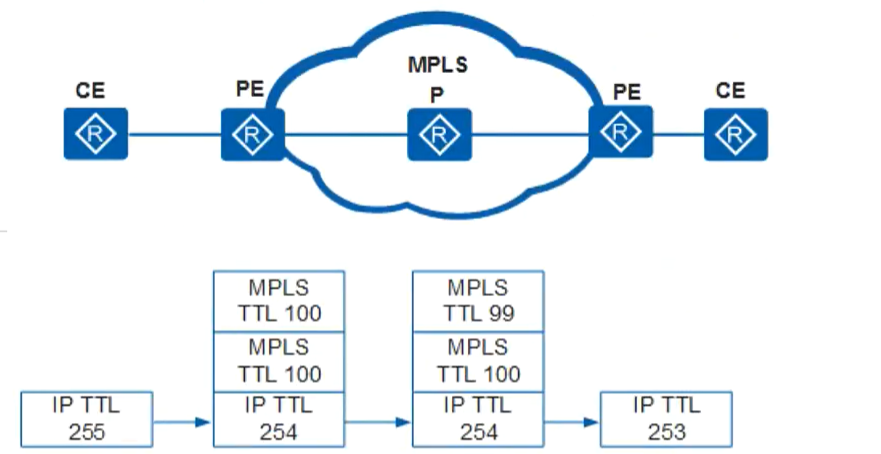 MPLS
CE
PE
P
PE
CE
R
R
R
R
R
MPLS
TTL 100
MPLS
TTL 99
MPLS
TTL 100
MPLS
TTL 100
IP TTL
255
IP TTL
254
IP TTL
254
IP TTL
253